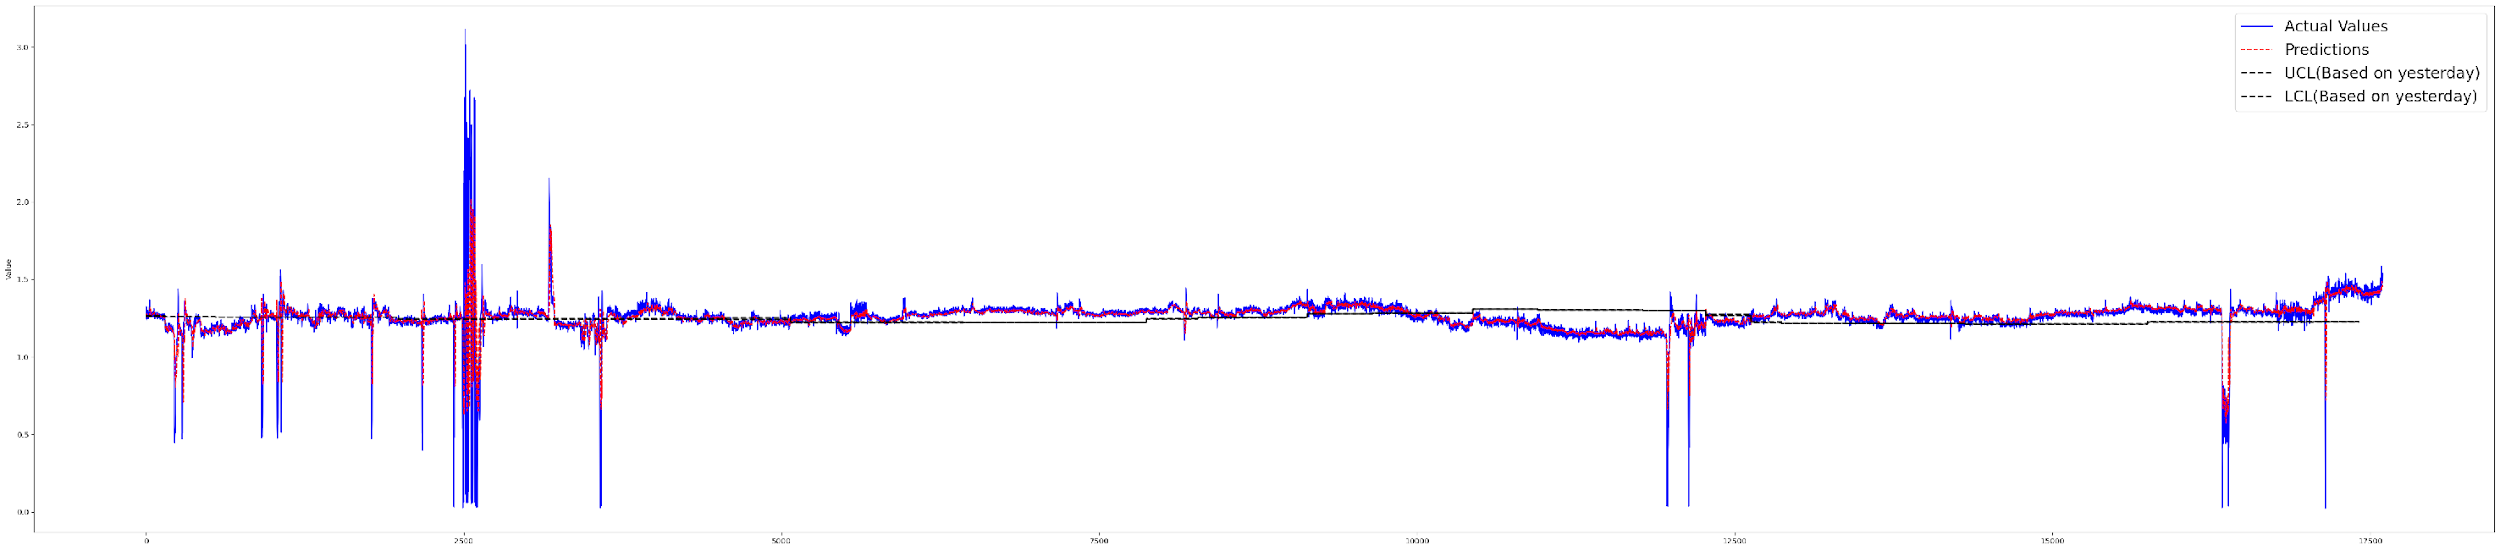 Actual Values
Predictions
UCL(Based on yesterday)
LCL(Based on yesterday)
3.0
2.5
2.0
1.5
1.0
0.5
0.0
Value
0 2500 5000 7500 10000 12500 15000 17500